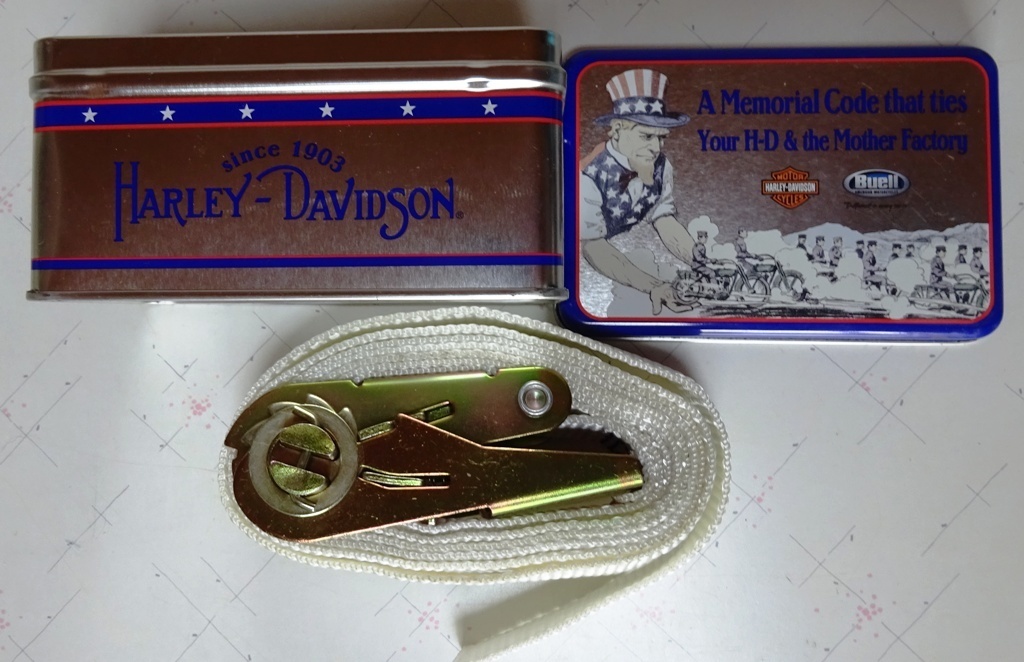 since 1903
HARLEY-DAVIDSON®
A Memorial Code that ties
Your H-D & the Mother Factory
MOTOR
HARLEY-DAVIDSON
CYCLES
Buell